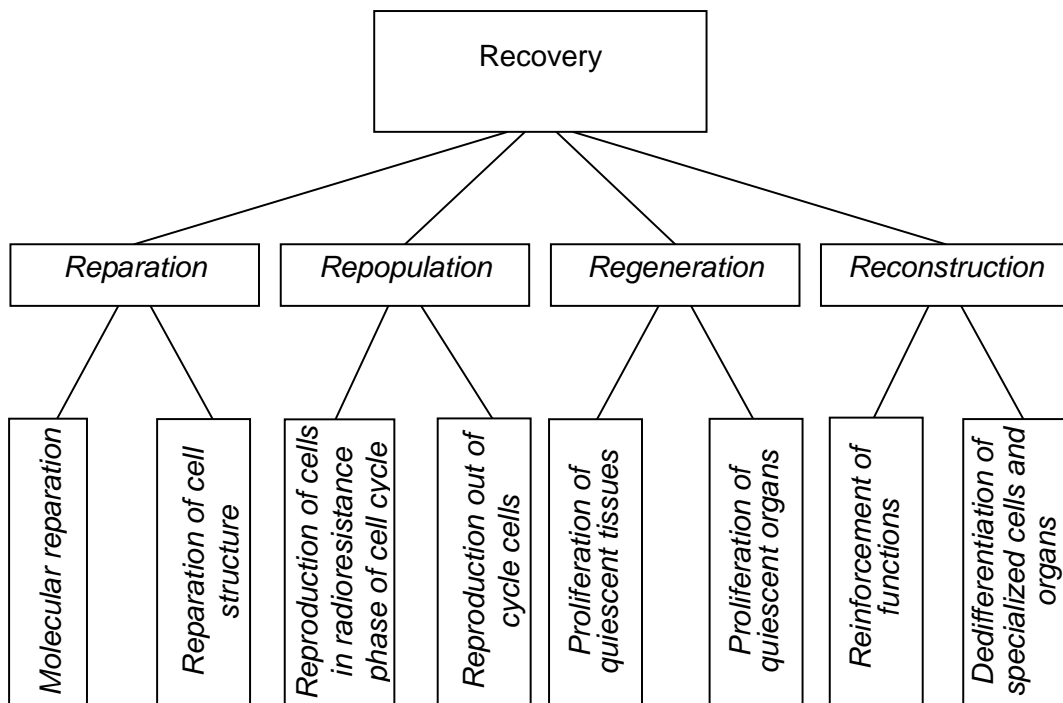 Recovery
Reparation
Repopulation
Regeneration
Reconstruction
Molecular reparation
Reparation of cell
structure
Reproduction of cells
in radioresistance
phase of cell cycle
Reproduction out of
cycle cells
Proliferation of
quiescent tissues
Proliferation of
quiescent organs
Reinforcement of
functions
Dedifferentiation of
specialized cells and
organs